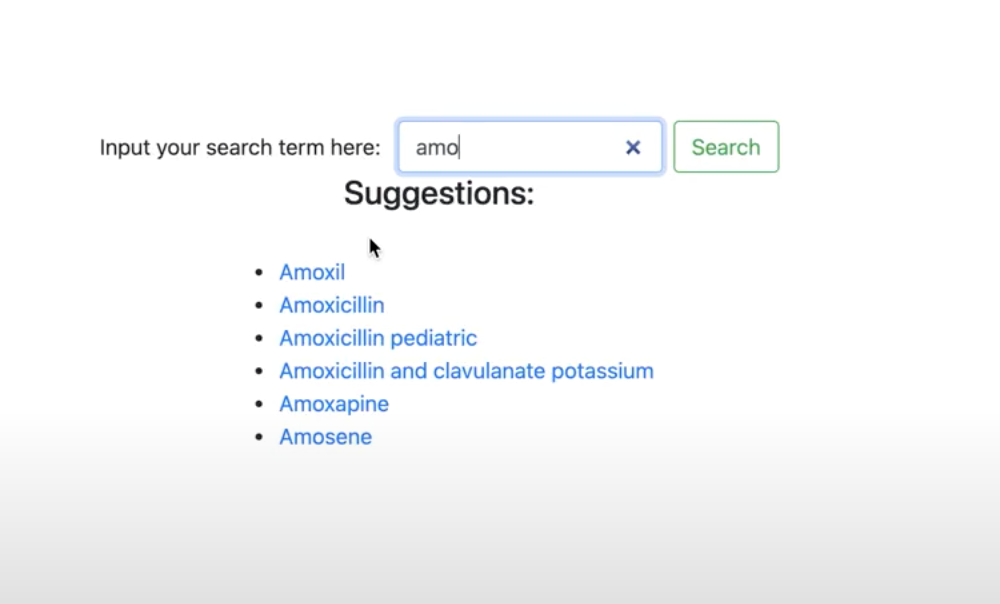 Input your search term here: amo × Search
Suggestions:
• Amoxil
• Amoxicillin
• Amoxicillin pediatric
• Amoxicillin and clavulanate potassium
• Amoxapine
• Amosene